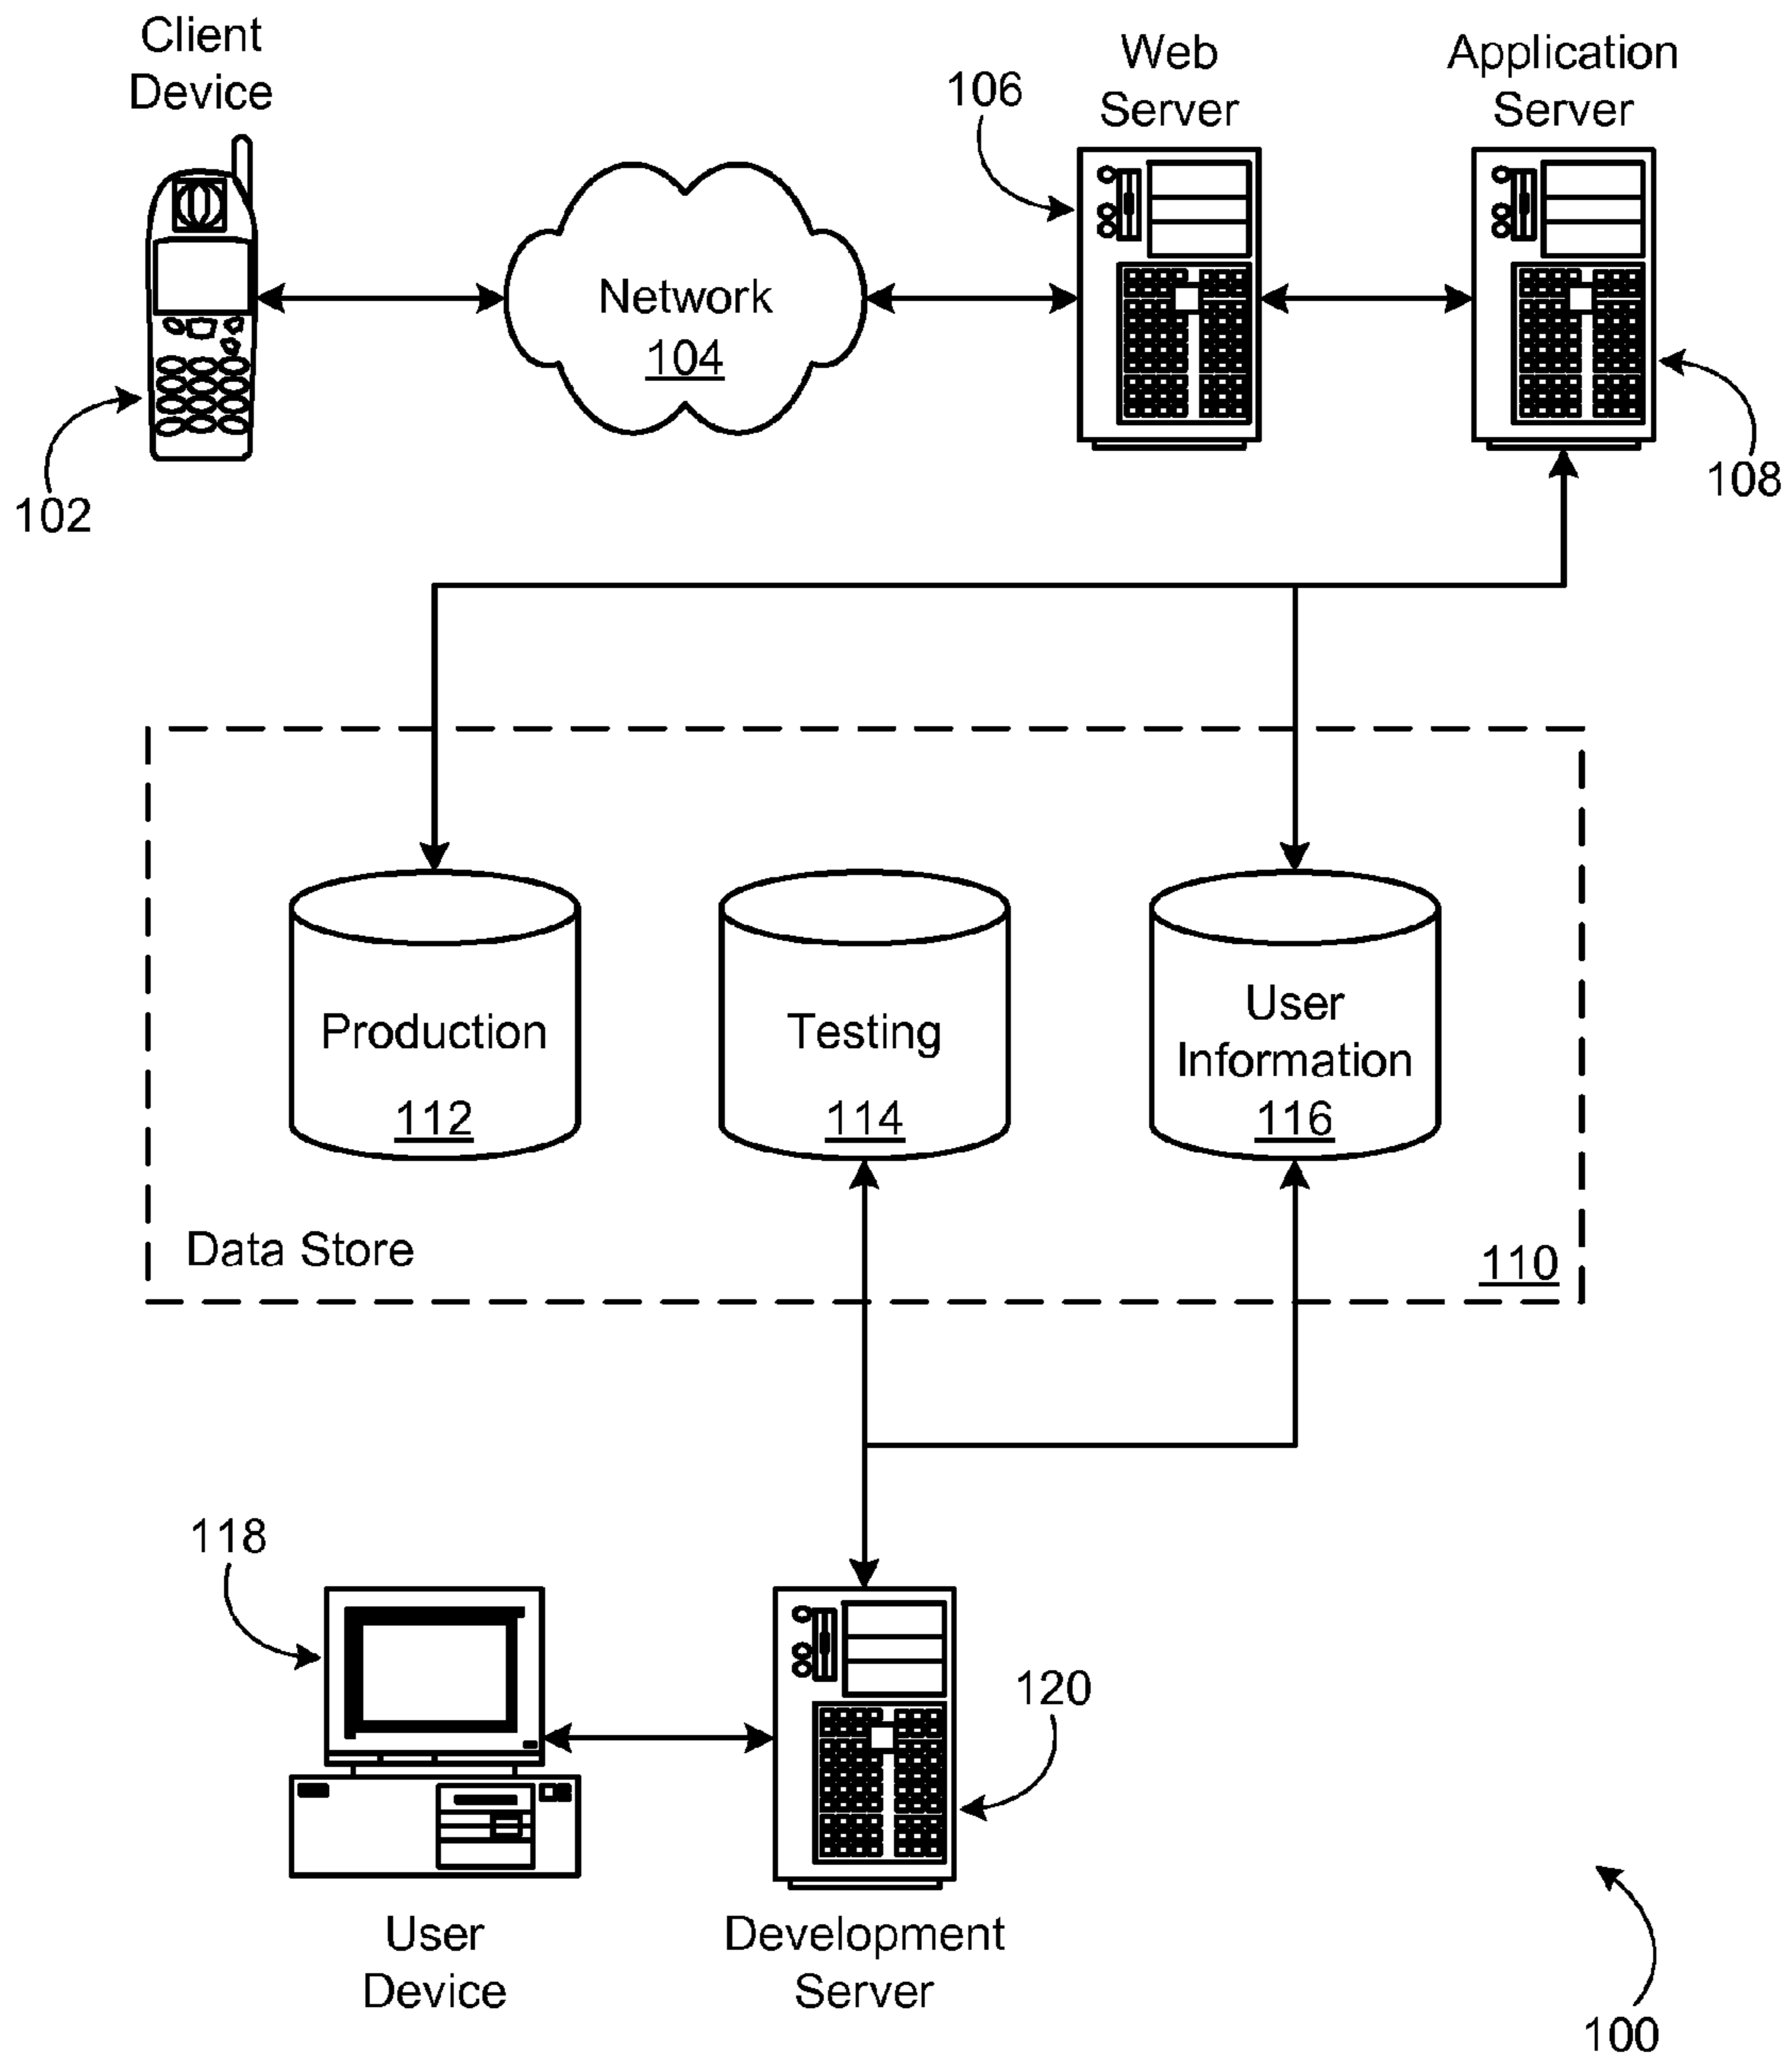 Client
Device
Web
Server
Application
Server
106
Network
104
102
108
Production
112
Testing
114
User
Information
116
Data Store
110
118
120
User
Device
Development
Server
100